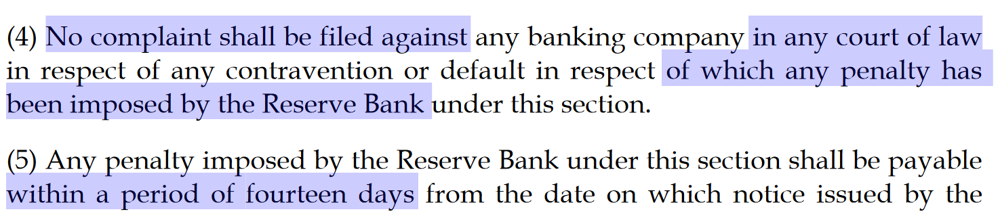 (4) No complaint shall be filed against any banking company in any court of law
in respect of any contravention or default in respect of which any penalty has
been imposed by the Reserve Bank under this section.
(5) Any penalty imposed by the Reserve Bank under this section shall be payable
within a period of fourteen days from the date on which notice issued by the